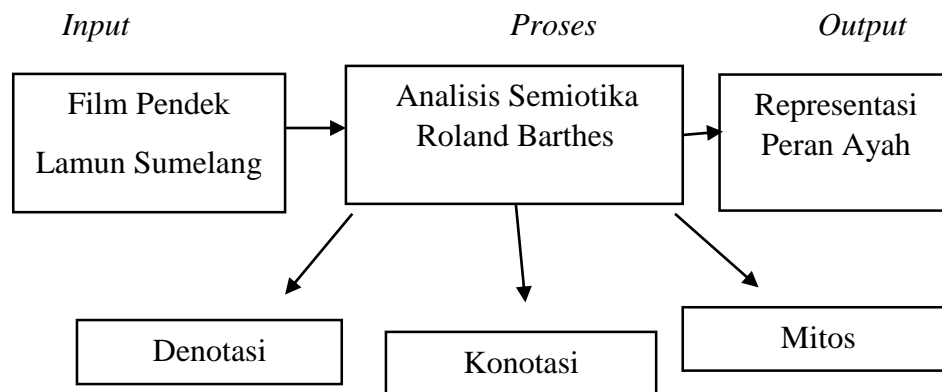 Input Proses Output
Film Pendek
Lamun Sumelang
Analisis Semiotika
Roland Barthes
Representasi
Peran Ayah
Denotasi
Konotasi
Mitos